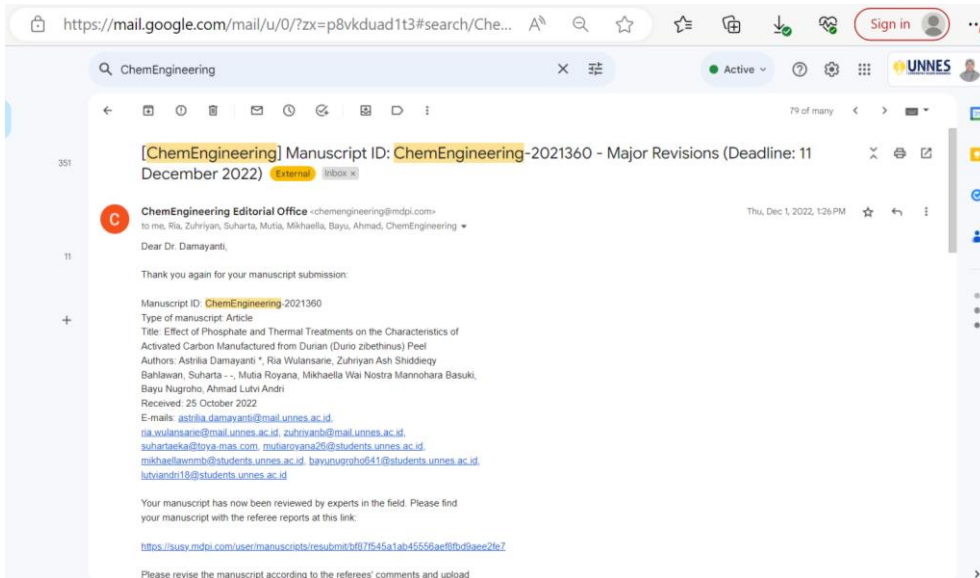 https://mail.google.com/mail/u/0/?zx=p8vkduad1t3#search/Che...
Sign in
ChemEngineering
Active
UNNES
79 of many
351
11
[ChemEngineering] Manuscript ID: ChemEngineering-2021360 - Major Revisions (Deadline: 11
December 2022) External Inbox x
C
ChemEngineering Editorial Office <chemengineering@mdpi.com>
Thu, Dec 1, 2022, 1:26 PM
to me, Ria, Zuhriyan, Suharta, Mutia, Mikhaella, Bayu, Ahmad, ChemEngineering
Dear Dr. Damayanti,
Thank you again for your manuscript submission:
Manuscript ID: ChemEngineering-2021360
Type of manuscript: Article
Title: Effect of Phosphate and Thermal Treatments on the Characteristics of
Activated Carbon Manufactured from Durian (Durio zibethinus) Peel
Authors: Astrilia Damayanti *, Ria Wulansarie, Zuhriyan Ash Shiddieqy
Bahlawan, Suharta - -, Mutia Royana, Mikhaella Wai Nostra Mannohara Basuki,
Bayu Nugroho, Ahmad Lutvi Andri
Received: 25 October 2022
E-mails: astrilia.damayanti@mail.unnes.ac.id,
ria.wulansarie@mail.unnes.ac.id, zuhriyanb@mail.unnes.ac.id,
suhartaeka@toya-mas.com, mutiaroyana26@students.unnes.ac.id,
mikhaellawnmb@students.unnes.ac.id, bayunugroho641@students.unnes.ac.id,
lutviandri18@students.unnes.ac.id
Your manuscript has now been reviewed by experts in the field. Please find
your manuscript with the referee reports at this link:
https://susy.mdpi.com/user/manuscripts/resubmit/bf87f545a1ab45556aef8fbd9aee2fe7
Please revise the manuscript according to the referees' comments and upload